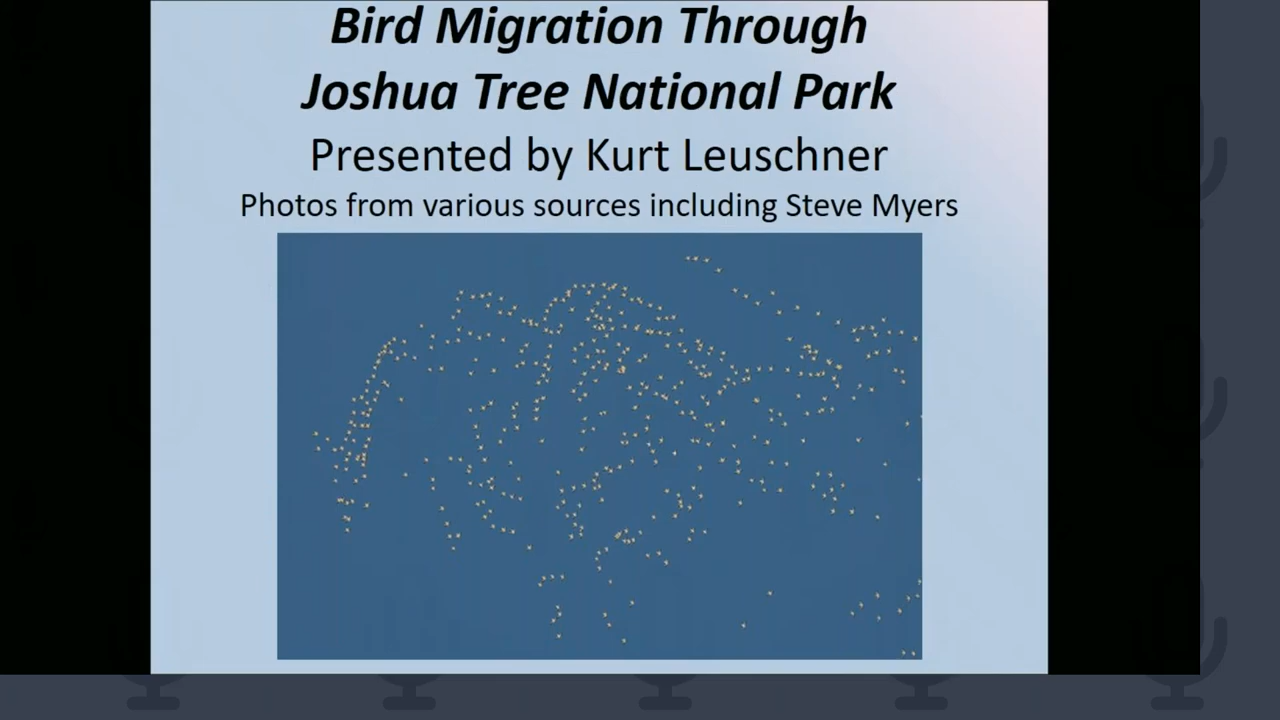 Bird Migration Through
Joshua Tree National Park
Presented by Kurt Leuschner
Photos from various sources including Steve Myers